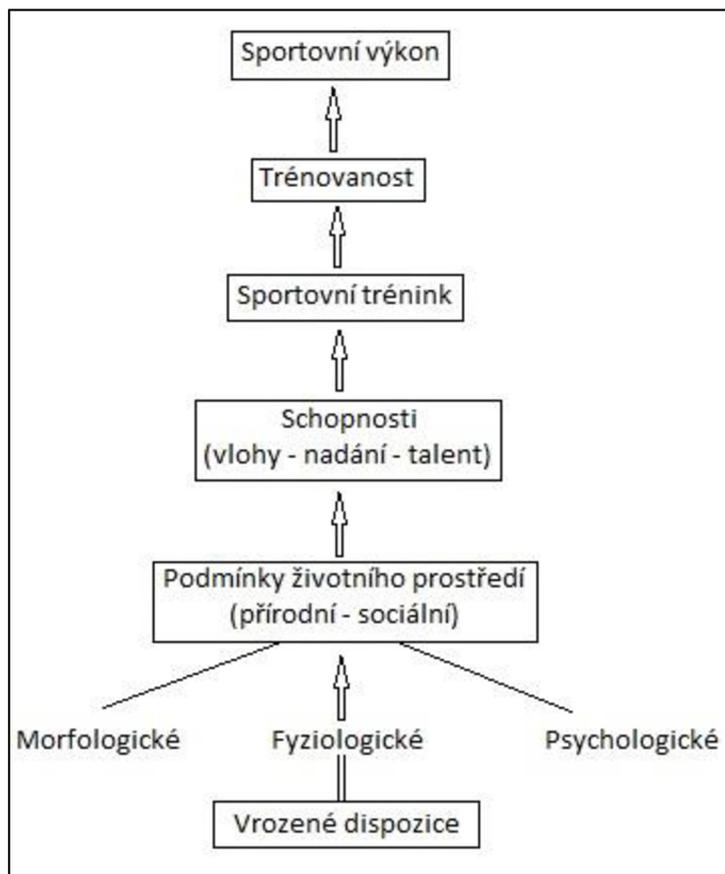 Sportovní výkon
Trénovanost
Sportovní trénink
Schopnosti
(vlohy - nadání - talent)
Podmínky životního prostředí
(přírodní - sociální)
Morfologické Fyziologické Psychologické
Vrozené dispozice